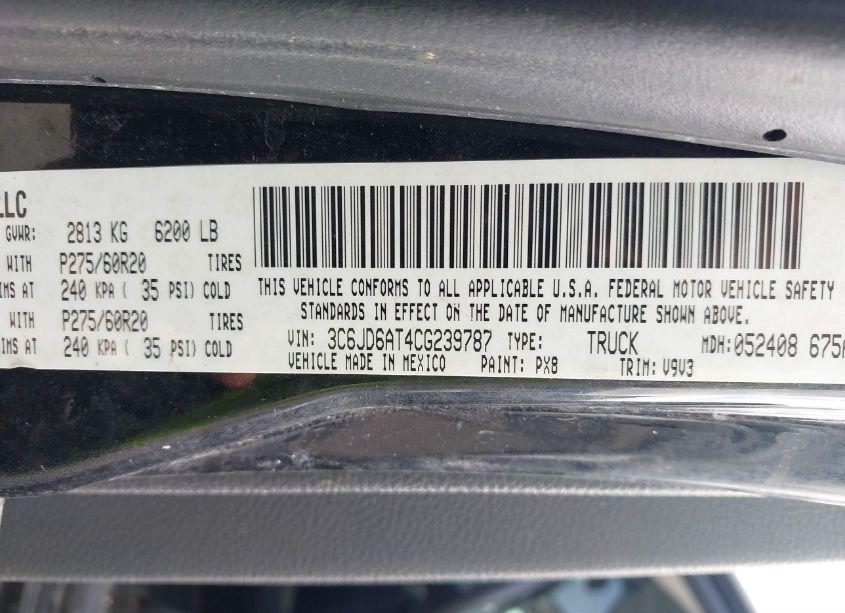 LLC
GVWR: 2813 KG 6200 LB
WITH P275/60R20 TIRES
IMS AT 240 KPA ( 35 PSI) COLD
WITH P275/60R20 TIRES
IMS AT 240 KPA ( 35 PSI) COLD
THIS VEHICLE CONFORMS TO ALL APPLICABLE U.S.A. FEDERAL MOTOR VEHICLE SAFETY
STANDARDS IN EFFECT ON THE DATE OF MANUFACTURE SHOWN ABOVE.
VIN: 3C6JD6AT4CG239787 TYPE: TRUCK MDH:052408 675A
VEHICLE MADE IN MEXICO PAINT: PX8 TRIM: V9V3